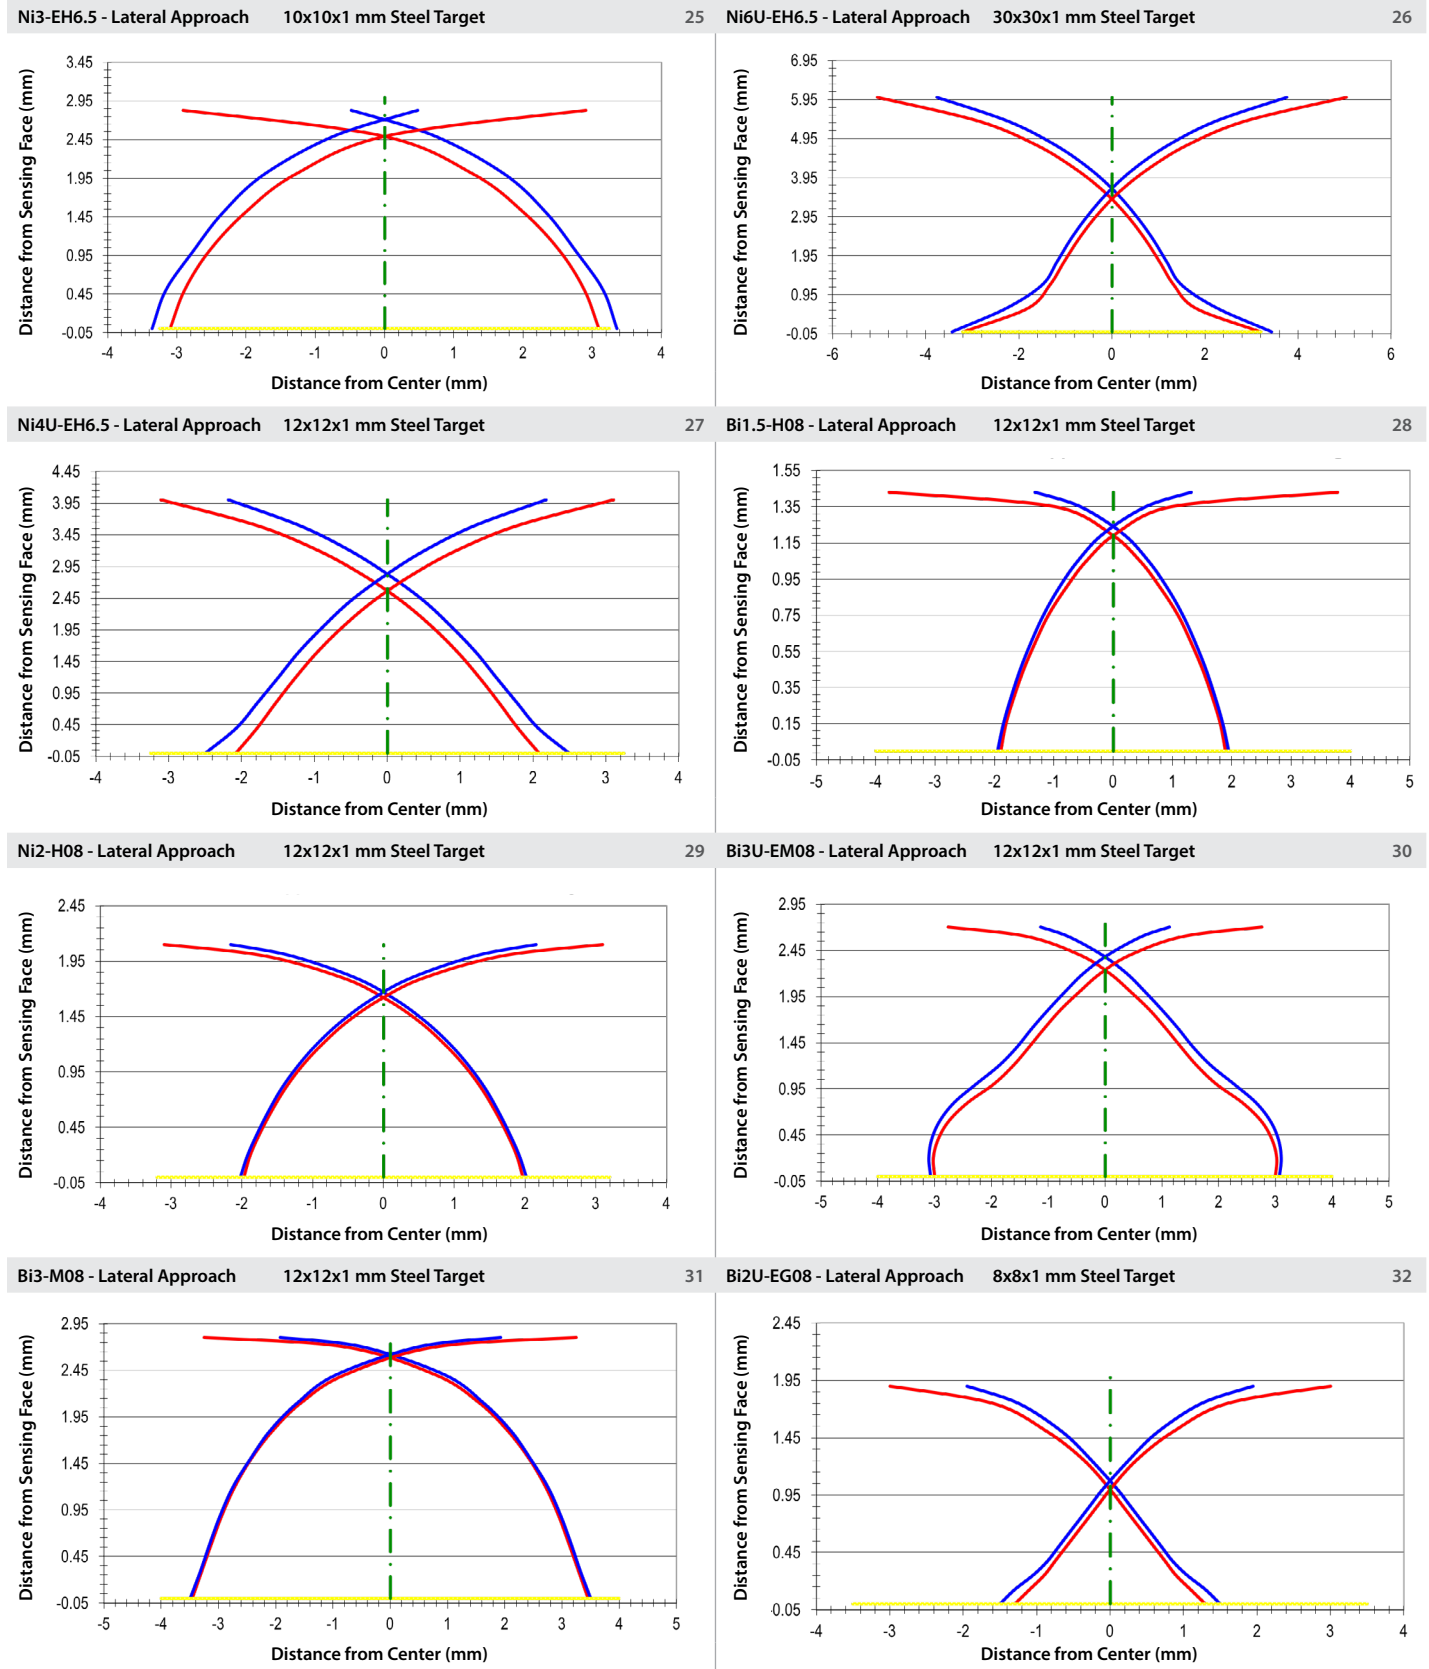 Ni3-EH6.5 - Lateral Approach 10x10x1 mm Steel Target 25
Distance from Sensing Face (mm)
3.45
2.95
2.45
1.95
1.45
0.95
0.45
-0.05
-4 -3 -2 -1 0 1 2 3 4
Distance from Center (mm)
Ni6U-EH6.5 - Lateral Approach 30x30x1 mm Steel Target 26
Distance from Sensing Face (mm)
6.95
5.95
4.95
3.95
2.95
1.95
0.95
-0.05
-6 -4 -2 0 2 4 6
Distance from Center (mm)
Ni4U-EH6.5 - Lateral Approach 12x12x1 mm Steel Target 27
Distance from Sensing Face (mm)
4.45
3.95
3.45
2.95
2.45
1.95
1.45
0.95
0.45
-0.05
-4 -3 -2 -1 0 1 2 3 4
Distance from Center (mm)
Bi1.5-H08 - Lateral Approach 12x12x1 mm Steel Target 28
Distance from Sensing Face (mm)
1.55
1.35
1.15
0.95
0.75
0.55
0.35
0.15
-0.05
-5 -4 -3 -2 -1 0 1 2 3 4 5
Distance from Center (mm)
Ni2-H08 - Lateral Approach 12x12x1 mm Steel Target 29
Distance from Sensing Face (mm)
2.45
1.95
1.45
0.95
0.45
-0.05
-4 -3 -2 -1 0 1 2 3 4
Distance from Center (mm)
Bi3U-EM08 - Lateral Approach 12x12x1 mm Steel Target 30
Distance from Sensing Face (mm)
2.95
2.45
1.95
1.45
0.95
0.45
-0.05
-5 -4 -3 -2 -1 0 1 2 3 4 5
Distance from Center (mm)
Bi3-M08 - Lateral Approach 12x12x1 mm Steel Target 31
Distance from Sensing Face (mm)
2.95
2.45
1.95
1.45
0.95
0.45
-0.05
-5 -4 -3 -2 -1 0 1 2 3 4 5
Distance from Center (mm)
Bi2U-EG08 - Lateral Approach 8x8x1 mm Steel Target 32
Distance from Sensing Face (mm)
2.45
1.95
1.45
0.95
0.45
-0.05
-4 -3 -2 -1 0 1 2 3 4
Distance from Center (mm)